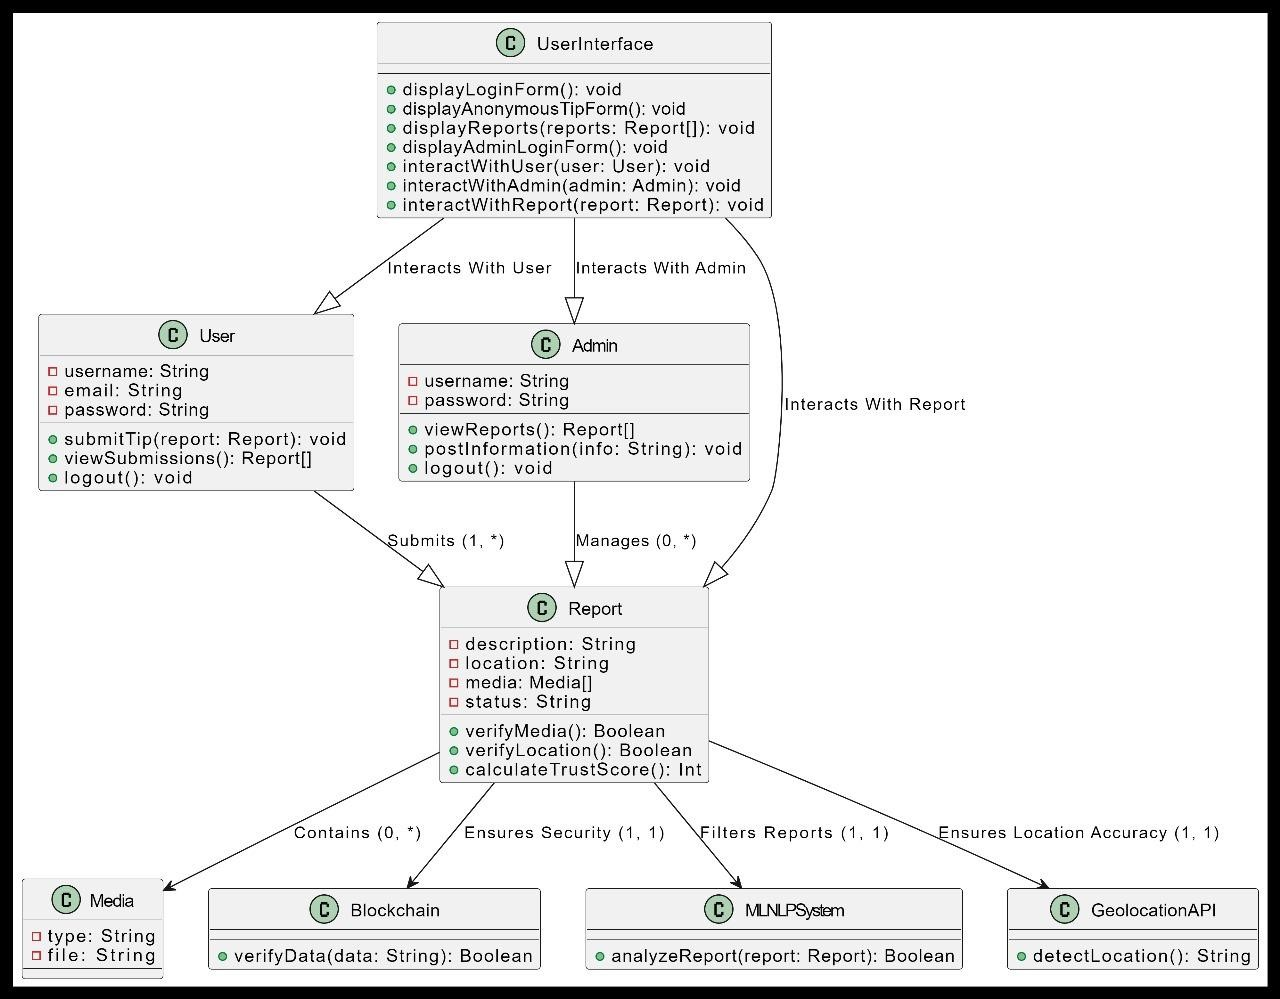 C UserInterface
displayLoginForm(): void
displayAnonymousTipForm(): void
displayReports(reports: Report[]): void
displayAdminLoginForm(): void
interactWithUser(user: User): void
interactWithAdmin(admin: Admin): void
interactWithReport(report: Report): void
Interacts With User
Interacts With Admin
Interacts With Report
C User
username: String
email: String
password: String
submitTip(report: Report): void
viewSubmissions(): Report[]
logout(): void
C Admin
username: String
password: String
viewReports(): Report[]
postInformation(info: String): void
logout(): void
Submits (1, *)
Manages (0, *)
C Report
description: String
location: String
media: Media[]
status: String
verifyMedia(): Boolean
verifyLocation(): Boolean
calculateTrustScore(): Int
Contains (0, *)
Ensures Security (1, 1)
Filters Reports (1, 1)
Ensures Location Accuracy (1, 1)
C Media
type: String
file: String
C Blockchain
verifyData(data: String): Boolean
C MLNLPSystem
analyzeReport(report: Report): Boolean
C GeolocationAPI
detectLocation(): String